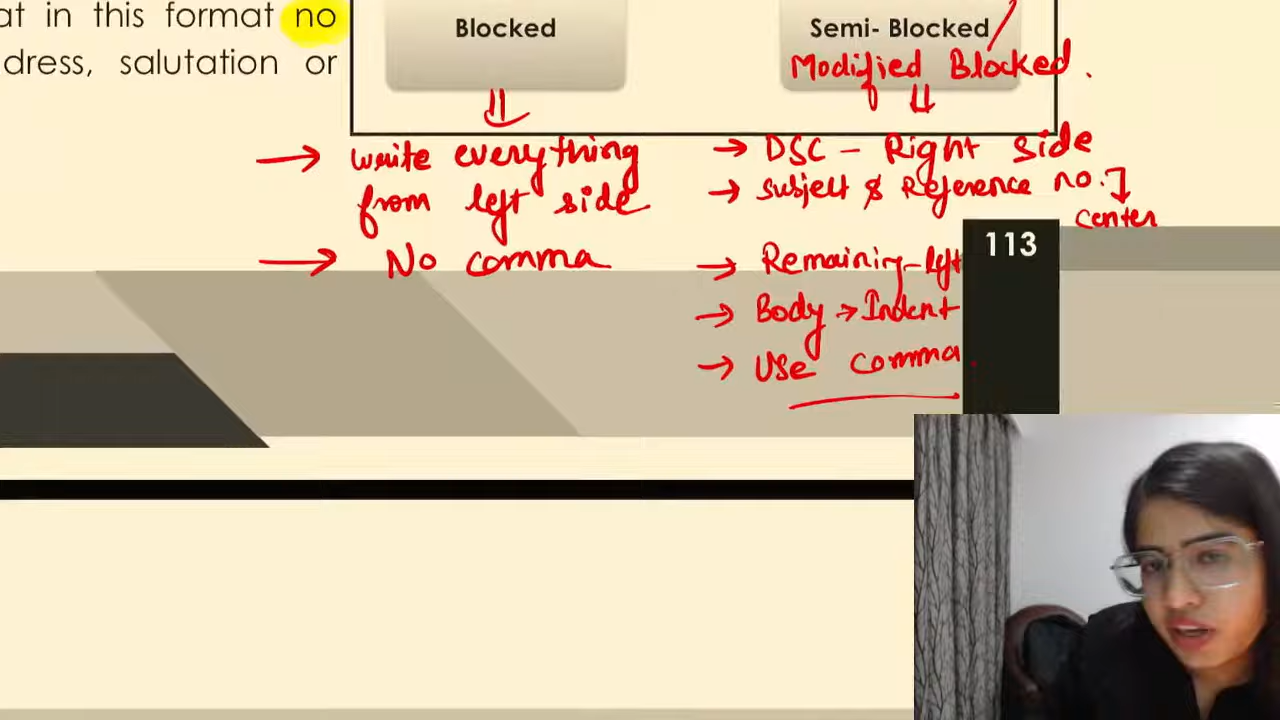 at in this format no
dress, salutation or
Blocked
Semi- Blocked
Modified Blocked.
→ write everything
from left side
→ No comma
→ DSC - Right side
→ Subject & Reference no.
center
→ Remaining - left
→ Body → Indent
→ Use comma
113